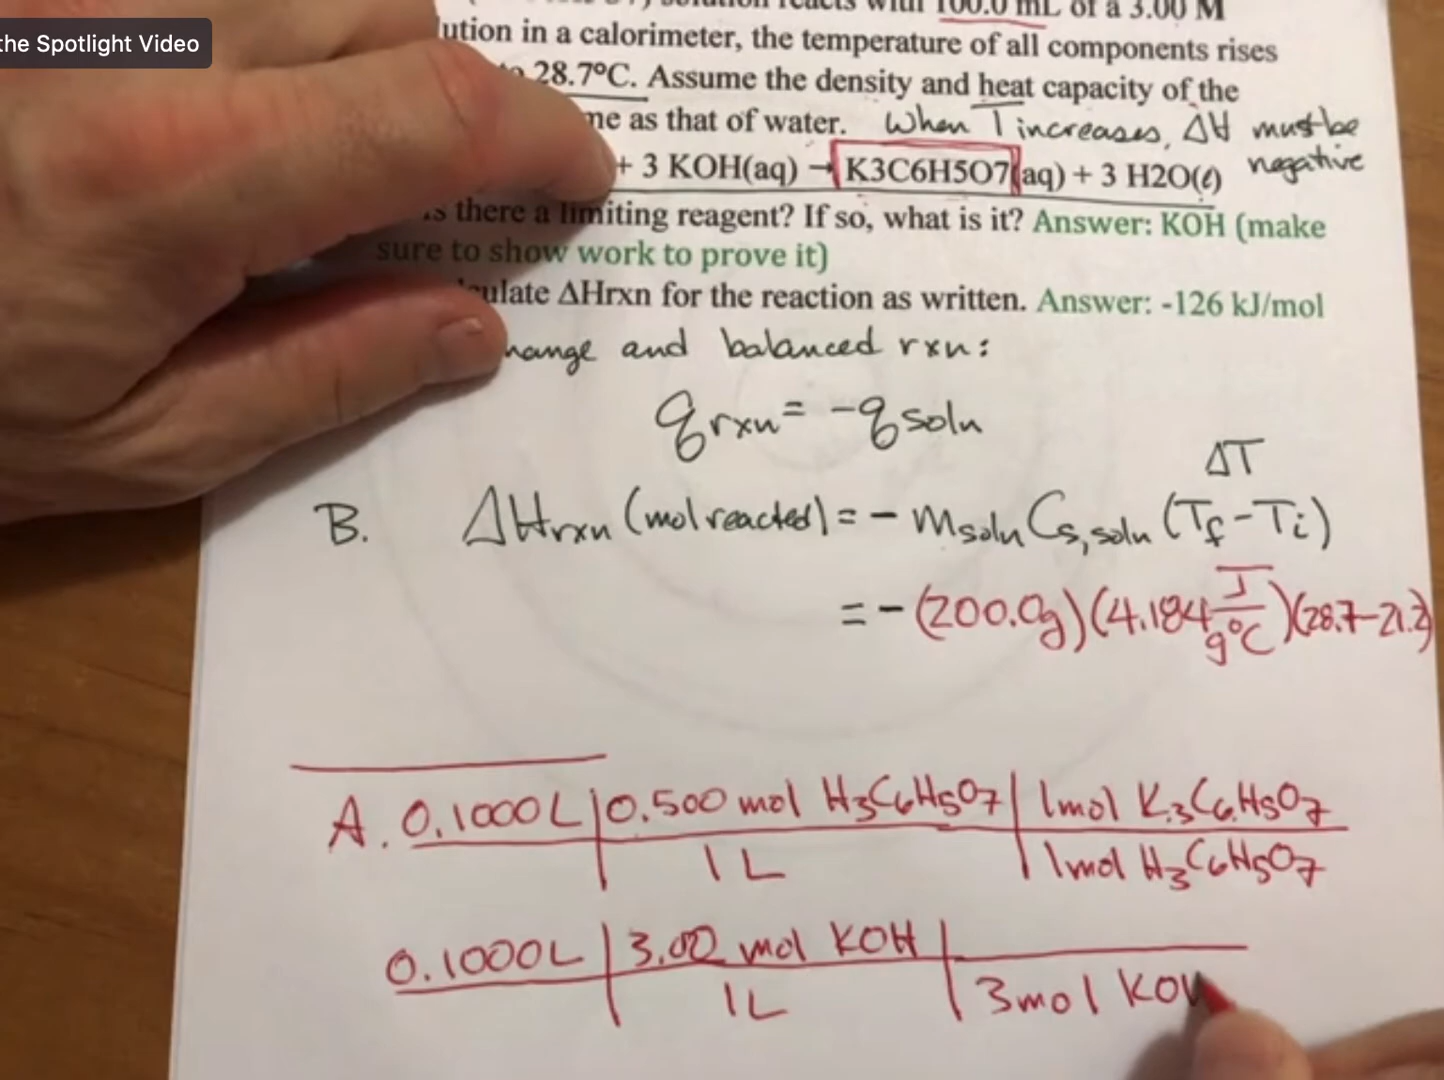 the Spotlight Video
solution reacts with 100.0 mL of a 3.00 M
ution in a calorimeter, the temperature of all components rises
28.7°C. Assume the density and heat capacity of the
me as that of water. When T increases, ΔH must be
negative
+ 3 KOH(aq) → K3C6H5O7(aq) + 3 H2O(ℓ)
s there a limiting reagent? If so, what is it? Answer: KOH (make
sure to show work to prove it)
ulate ΔHrxn for the reaction as written. Answer: -126 kJ/mol
hange and balanced rxn:
qrxn = -qsoln
ΔT
B. ΔHrxn (mol reacted) = - msoln Cs,soln (Tf - Ti)
= - (200.0g)(4.184 J/g°C)(28.7-21.2)
A. 0.1000L | 0.500 mol H3C6H5O7 | 1mol K3C6H5O7
1 L | 1mol H3C6H5O7
0.1000L | 3.00 mol KOH |
1L | 3mol KOH